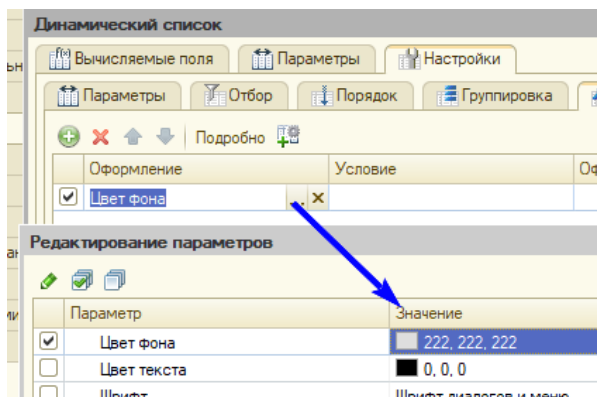 Динамический список
Вычисляемые поля Параметры Настройки
Параметры Отбор Порядок Группировка
Подробно
Оформление Условие
Цвет фона ... x
Редактирование параметров
Параметр Значение
Цвет фона 222, 222, 222
Цвет текста 0, 0, 0
Шрифт Шрифт диалогов и меню